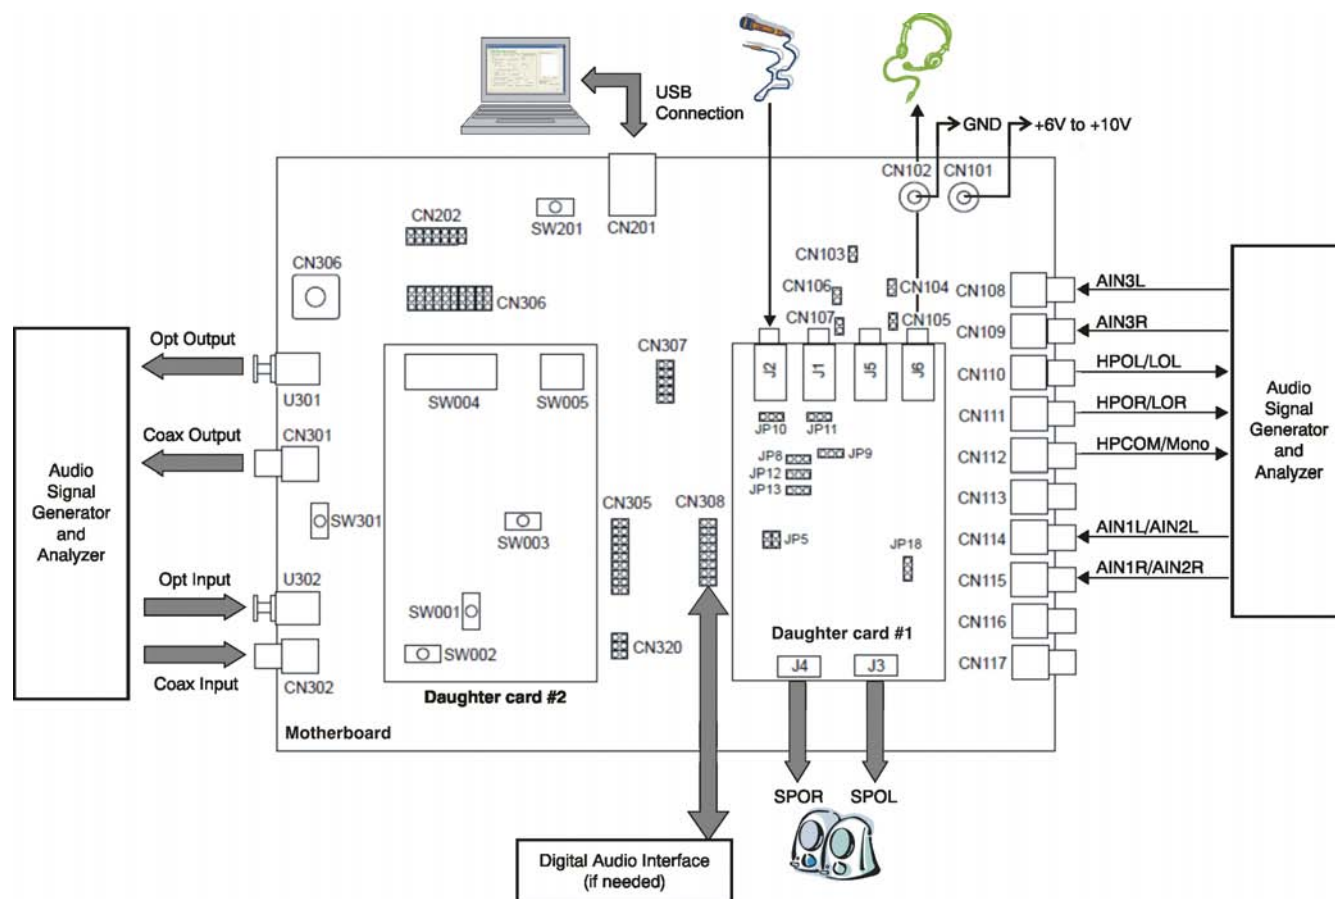 USB
Connection
GND
+6V to +10V
CN102
CN101
CN202
SW201
CN201
CN103
CN306
CN306
CN106
CN104
CN107
CN105
CN108
AIN3L
CN109
AIN3R
CN110
HPOL/LOL
CN111
HPOR/LOR
CN112
HPCOM/Mono
CN113
CN114
AIN1L/AIN2L
CN115
AIN1R/AIN2R
CN116
CN117
Audio
Signal
Generator
and
Analyzer
Opt Output
U301
Coax Output
CN301
Audio
Signal
Generator
and
Analyzer
SW301
Opt Input
U302
Coax Input
CN302
SW004
SW005
SW003
SW001
SW002
Daughter card #2
Motherboard
CN307
CN305
CN308
CN320
J2
J1
J5
J6
JP10
JP11
JP8
JP9
JP12
JP13
JP5
JP18
Daughter card #1
J4
J3
SPOR
SPOL
Digital Audio Interface
(if needed)